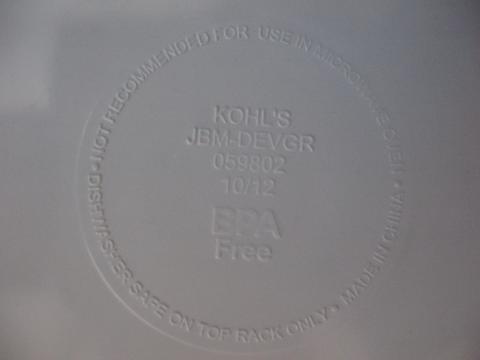 NOT RECOMMENDED FOR USE IN MICROWAVE OVEN • MADE IN CHINA • DISHWASHER SAFE ON TOP RACK ONLY •
KOHL'S
JBM-DEVGR
059802
10/12
BPA
Free